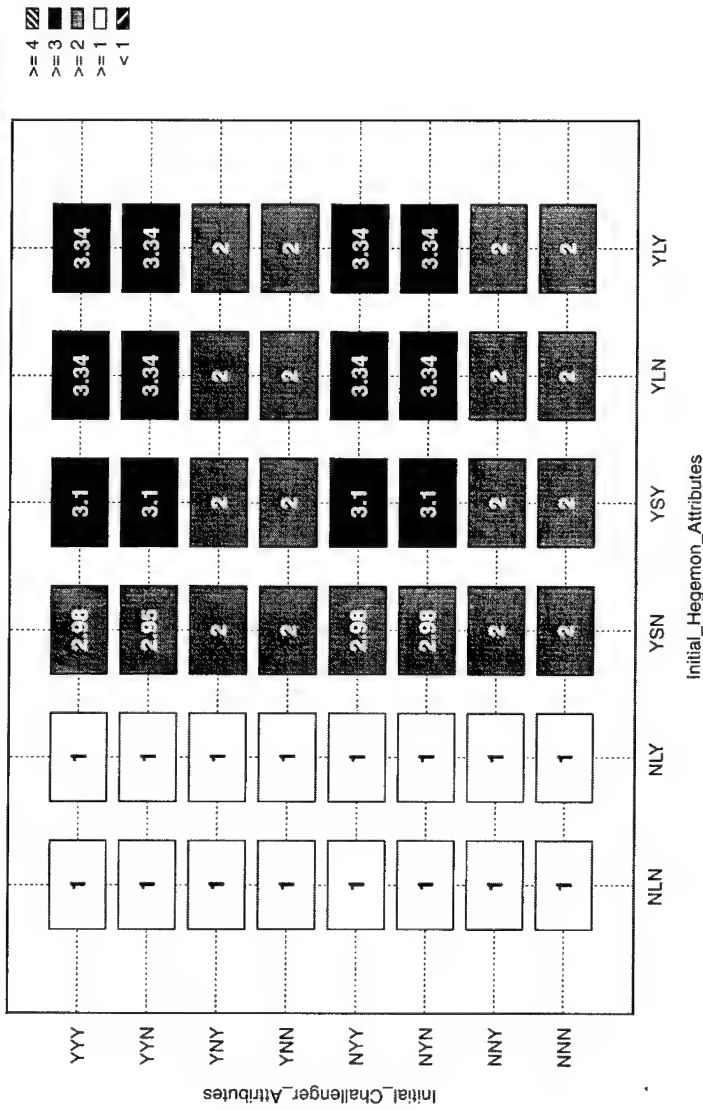 >=4
>=3
>=2
>=1
<1
Initial_Challenger_Attributes
YYY 1 1 2.98 3.1 3.34 3.34
YYN 1 1 2.95 3.1 3.34 3.34
YNY 1 1 2 2 2 2
YNN 1 1 2 2 2 2
NYY 1 1 2.98 3.1 3.34 3.34
NYN 1 1 2.98 3.1 3.34 3.34
NNY 1 1 2 2 2 2
NNN 1 1 2 2 2 2
NLN NLY YSN YSY YLN YLY
Initial_Hegemon_Attributes